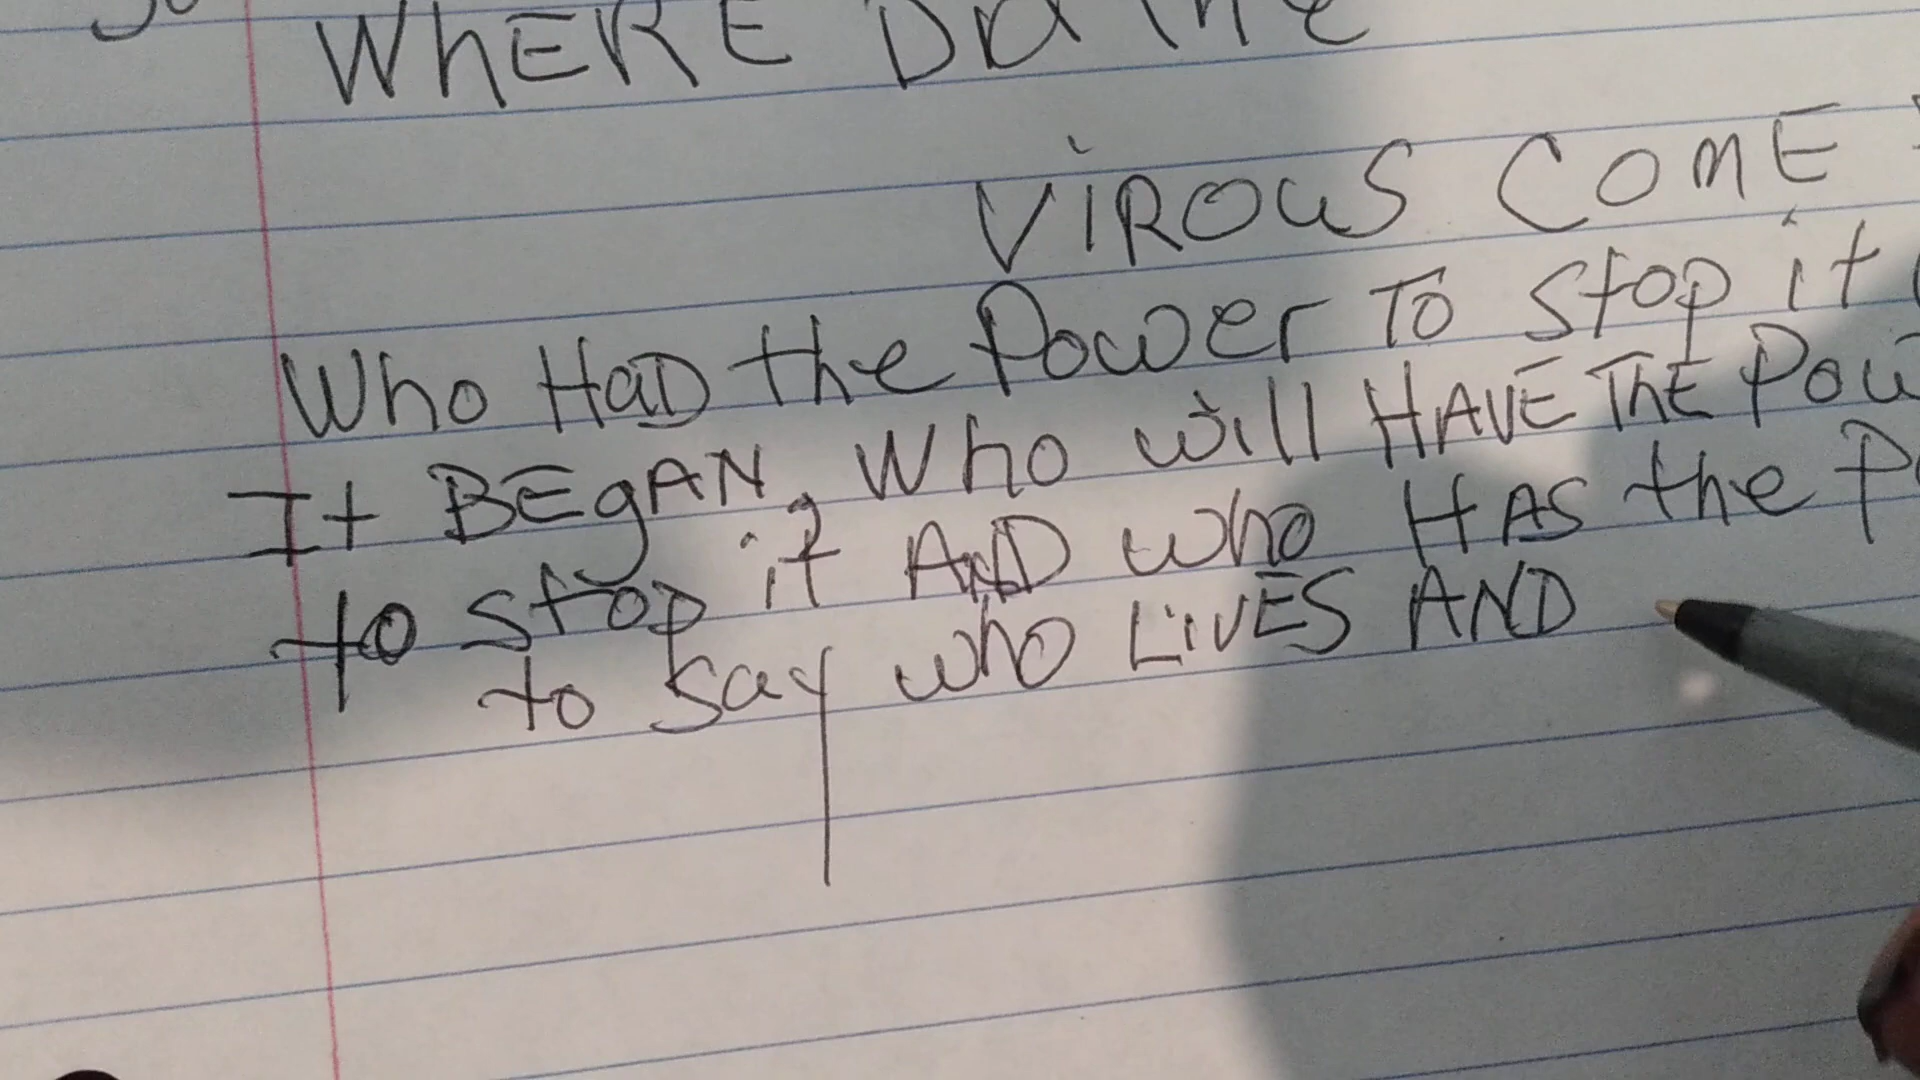 WhERE DiD The
ViROUS COME
Who HaD the Power To Stop it
It BEgAN, Who will HAVE ThE
to stop it AND who HAS the
to say who LiVES AND